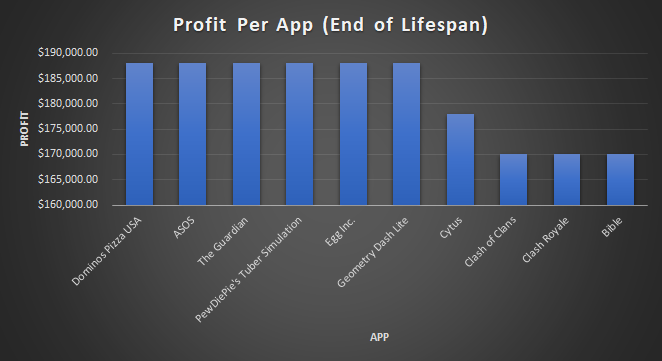 Profit Per App (End of Lifespan)
$190,000.00
$185,000.00
$180,000.00
$175,000.00
$170,000.00
$165,000.00
$160,000.00
PROFIT
Dominos Pizza USA
ASOS
The Guardian
PewDiePie's Tuber Simulation
Egg Inc.
Geometry Dash Lite
Cytus
Clash of Clans
Clash Royale
Bible
APP